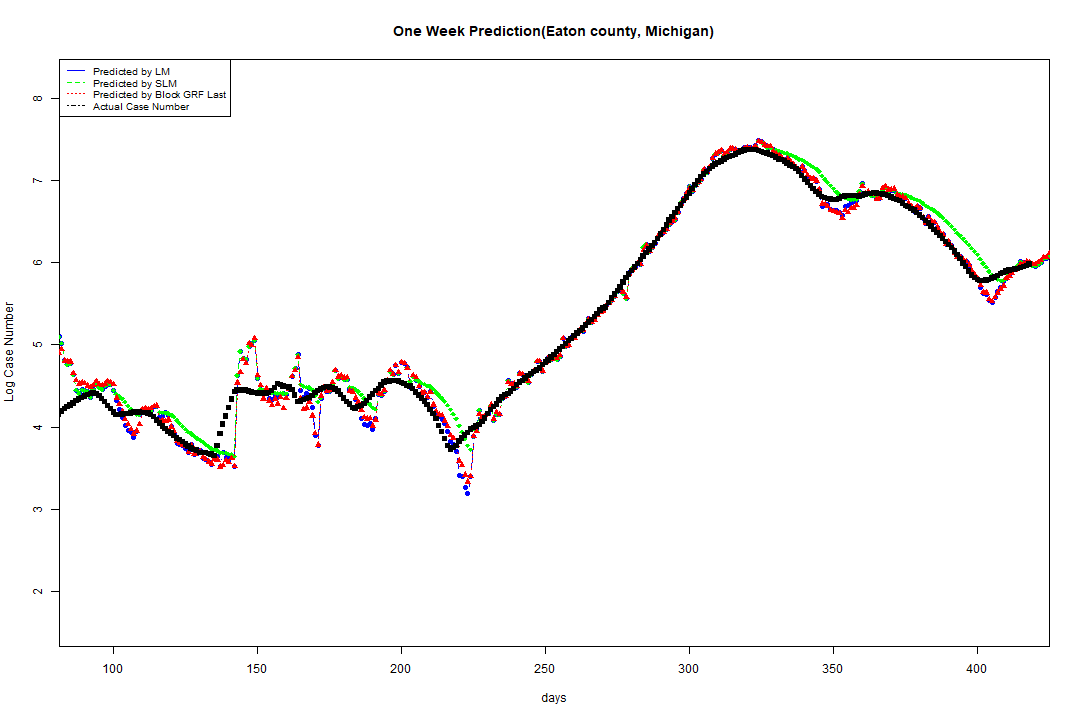 One Week Prediction(Eaton county, Michigan)
Predicted by LM
Predicted by SLM
Predicted by Block GRF Last
Actual Case Number
Log Case Number
8
7
6
5
4
3
2
100 150 200 250 300 350 400
days